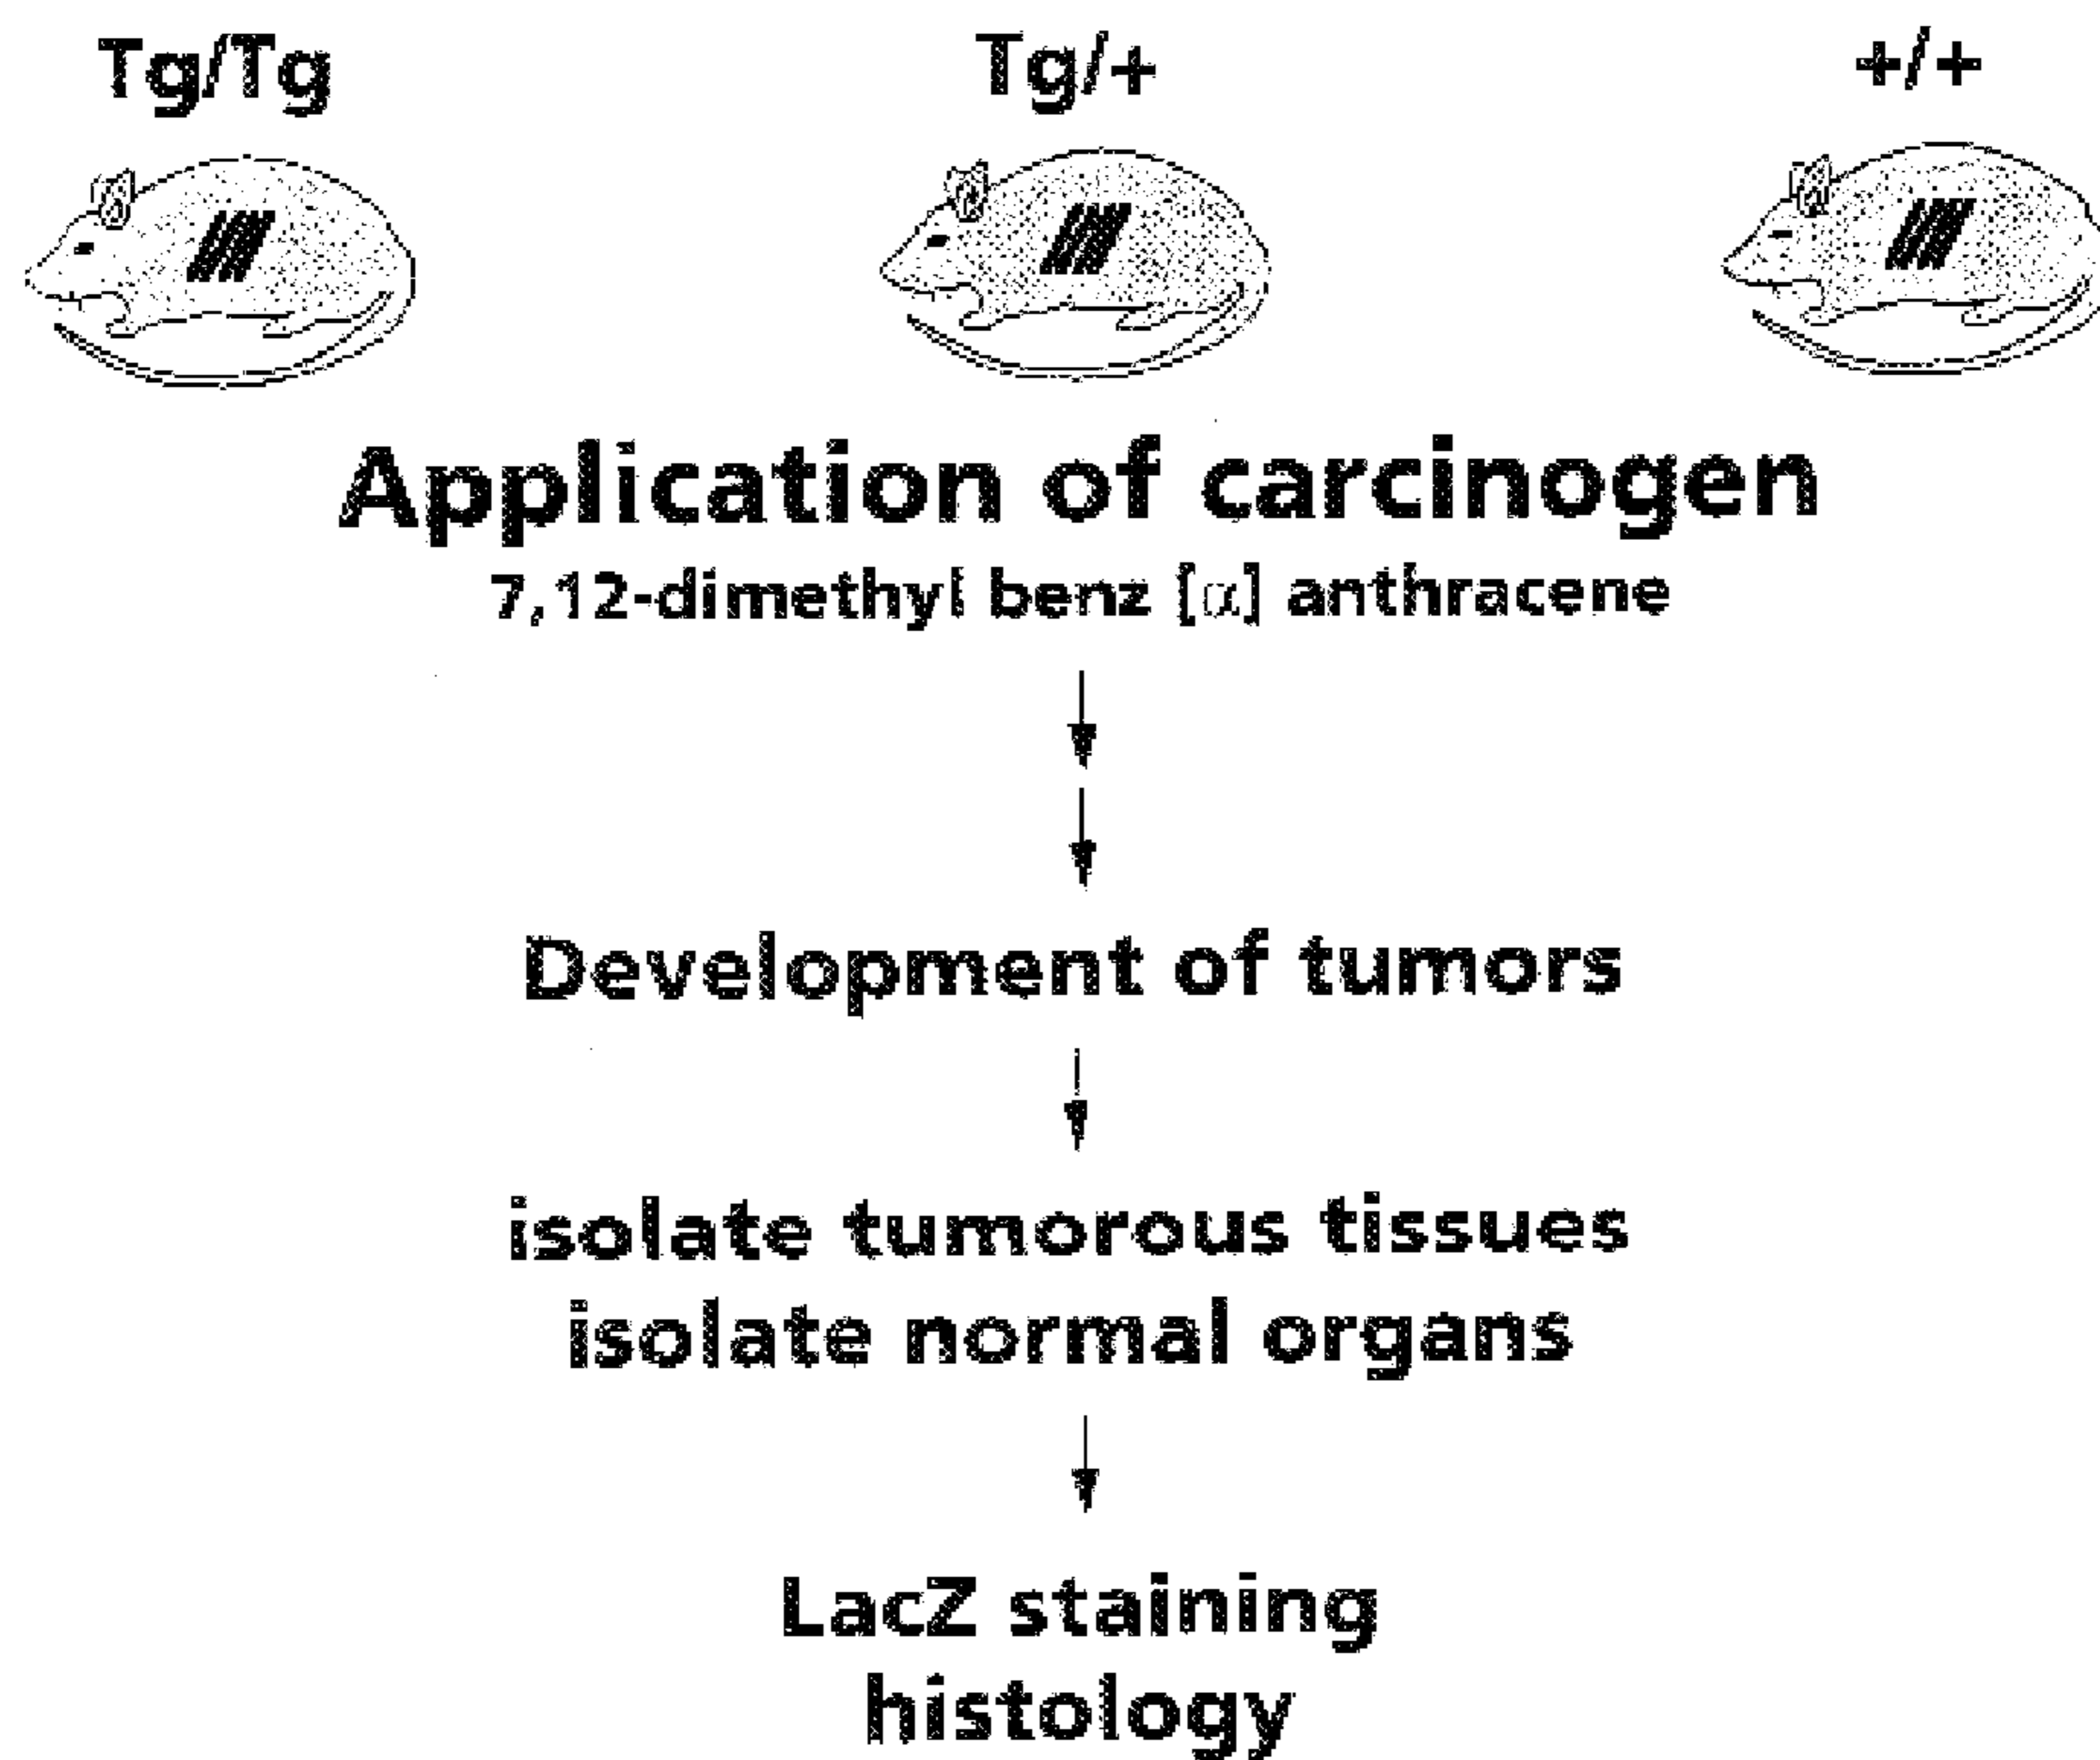 Tg/Tg Tg/+ +/+
Application of carcinogen
7,12-dimethyl benz [α] anthracene
Development of tumors
isolate tumorous tissues
isolate normal organs
LacZ staining
histology